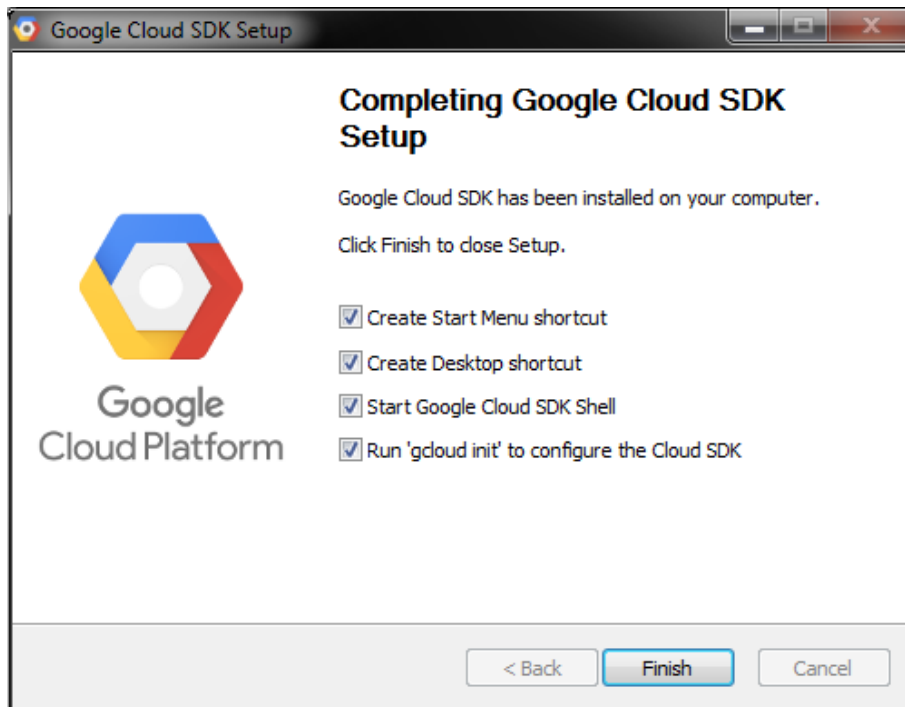 Google Cloud SDK Setup
Completing Google Cloud SDK
Setup
Google Cloud SDK has been installed on your computer.
Click Finish to close Setup.
Create Start Menu shortcut
Create Desktop shortcut
Start Google Cloud SDK Shell
Run 'gcloud init' to configure the Cloud SDK
Google
Cloud Platform
< Back
Finish
Cancel